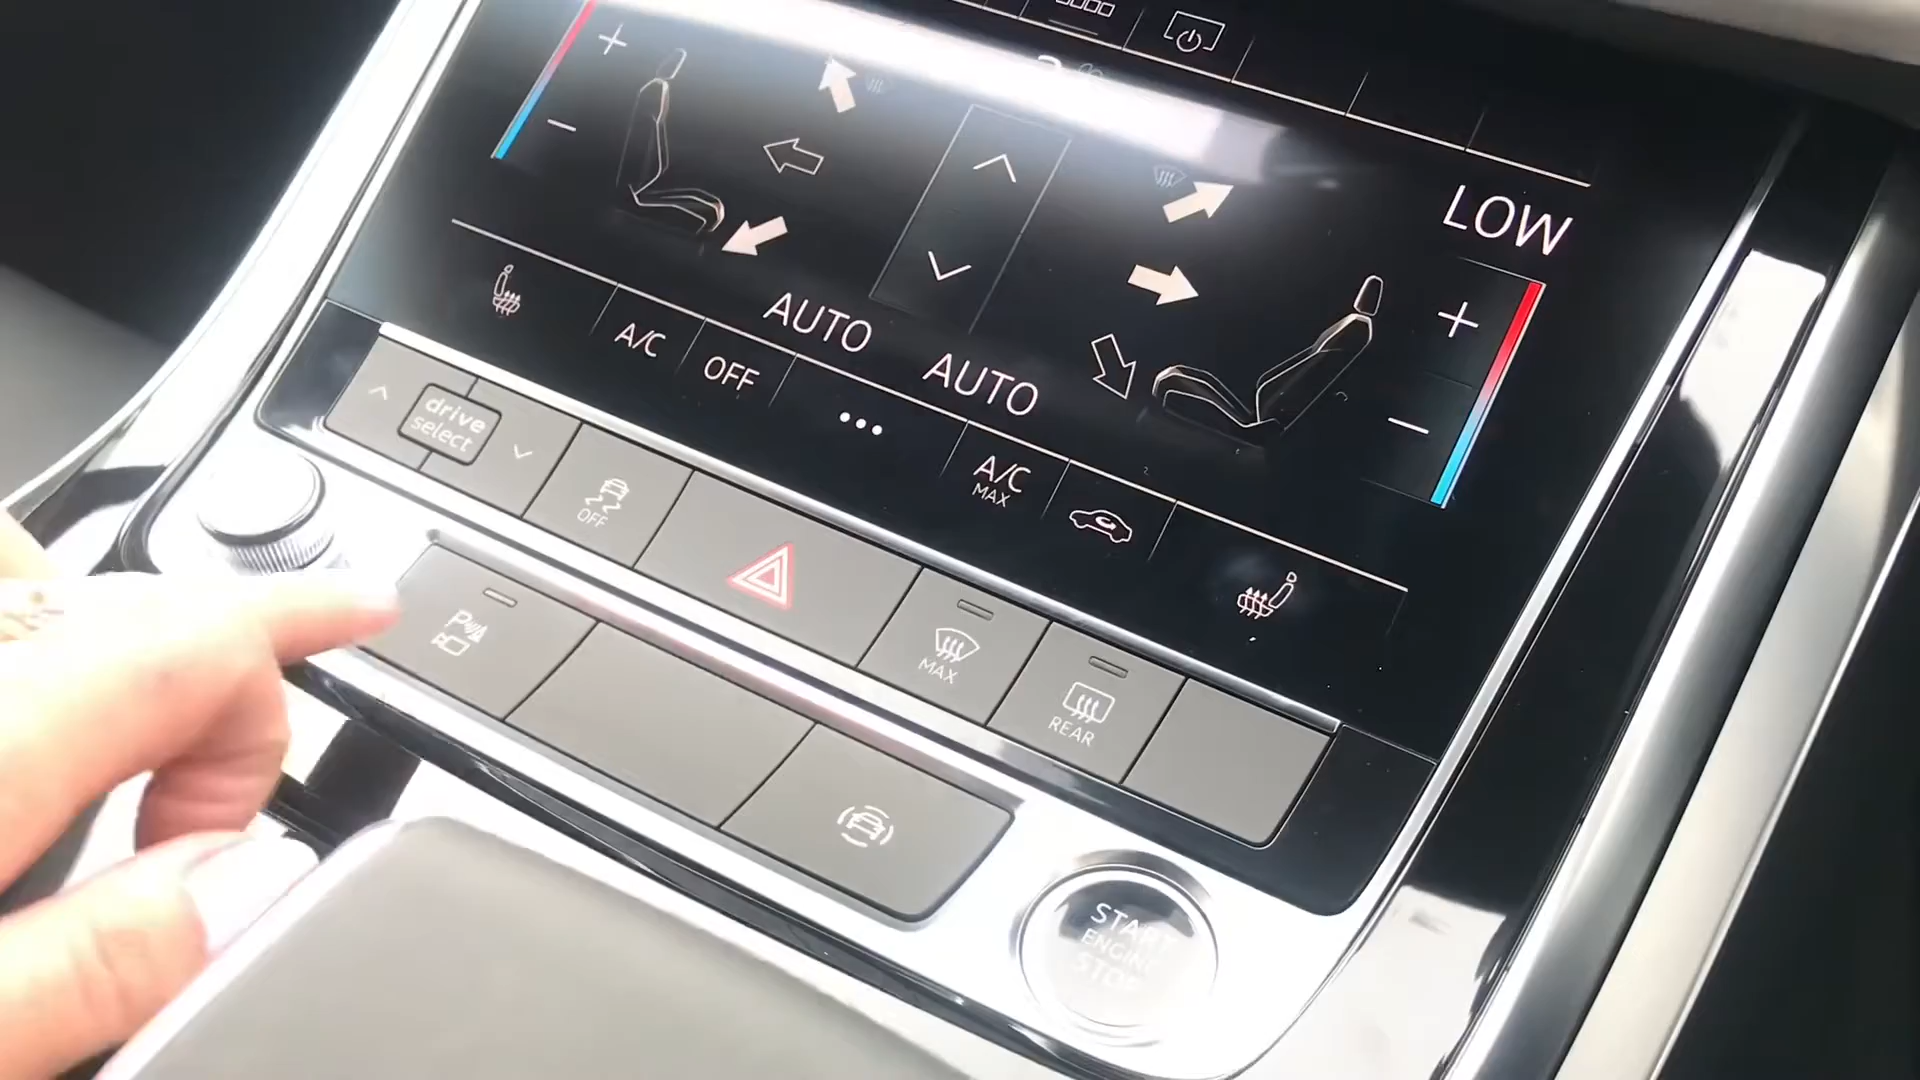 LOW
AUTO
AUTO
A/C
OFF
A/C
MAX
drive
select
OFF
MAX
REAR
P
START
ENGINE
STOP